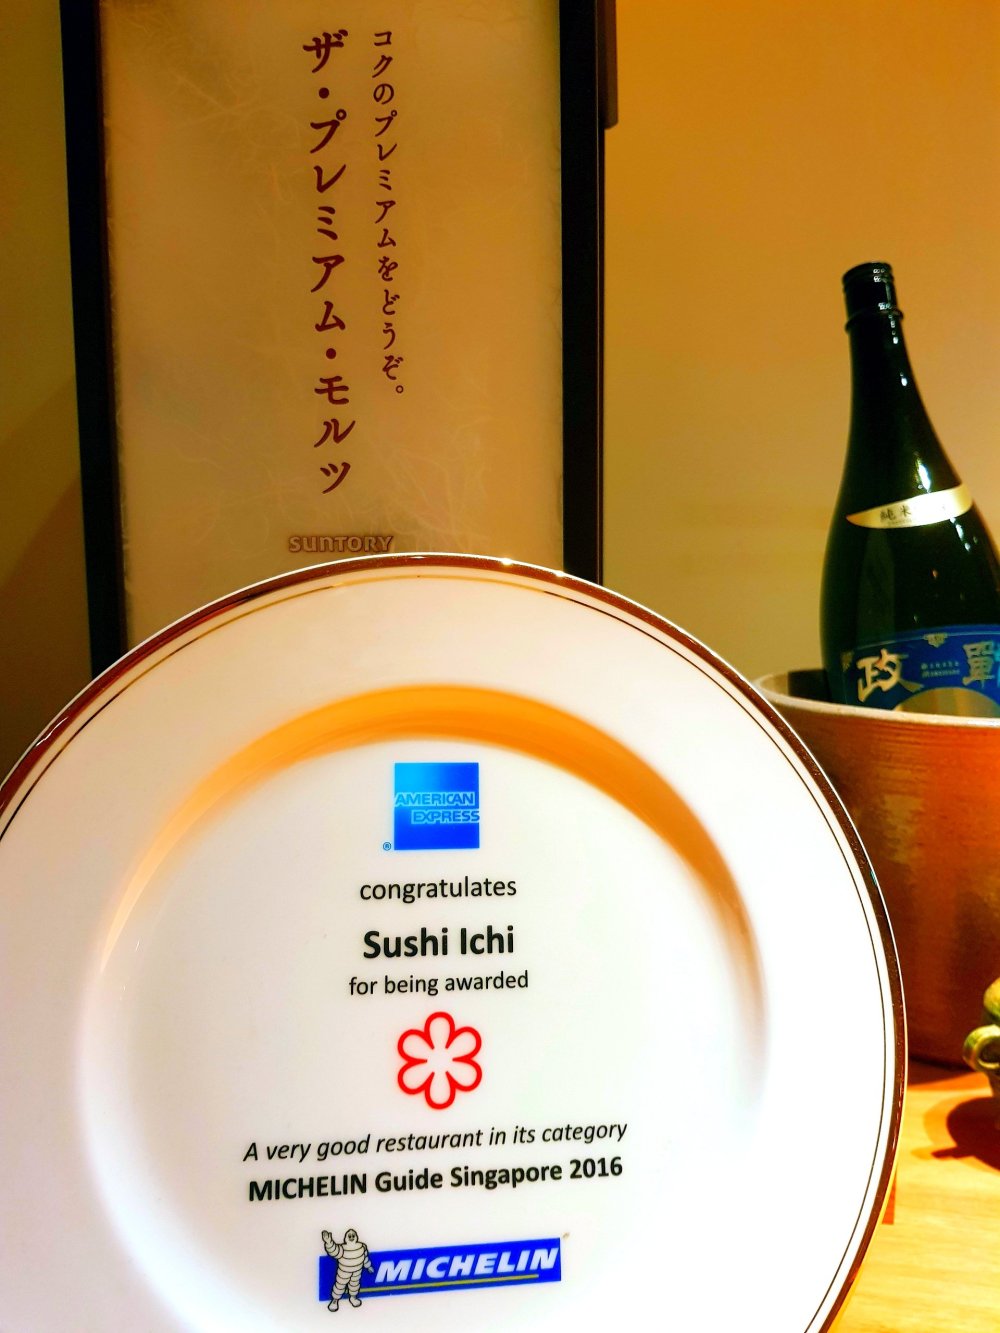 コクのプレミアムをどうぞ。
ザ・プレミアム・モルツ
SUNTORY
純米
政
AMERICAN
EXPRESS
®
congratulates
Sushi Ichi
for being awarded
A very good restaurant in its category
MICHELIN Guide Singapore 2016
MICHELIN